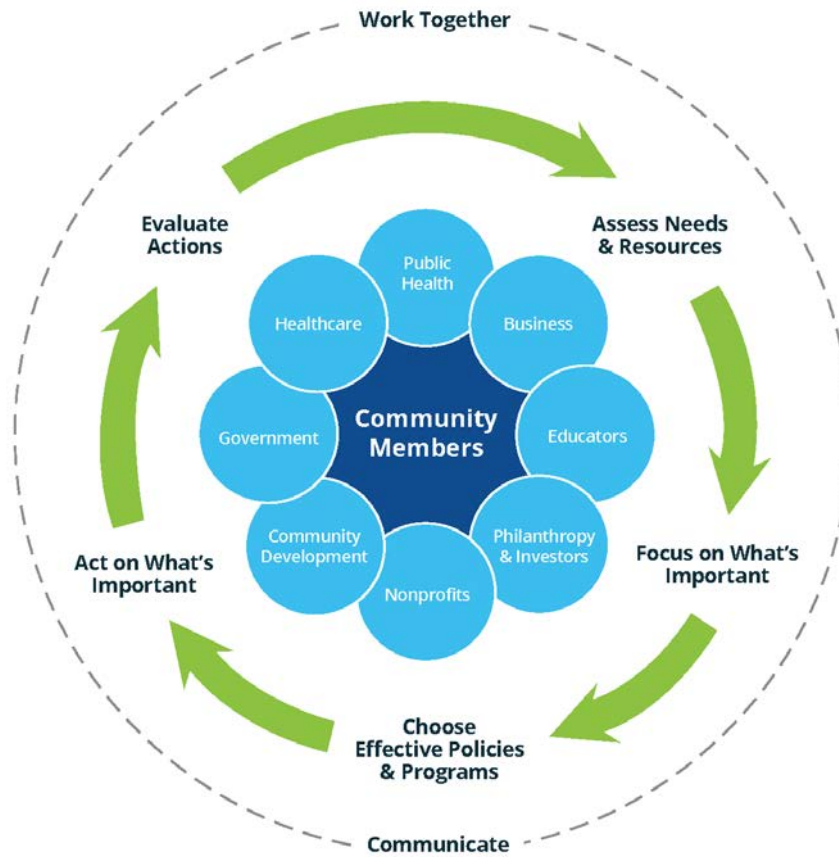 Work Together
Evaluate
Actions
Assess Needs
& Resources
Public
Health
Healthcare
Business
Government
Community
Members
Educators
Community
Development
Philanthropy
& Investors
Nonprofits
Act on What's
Important
Focus on What's
Important
Choose
Effective Policies
& Programs
Communicate